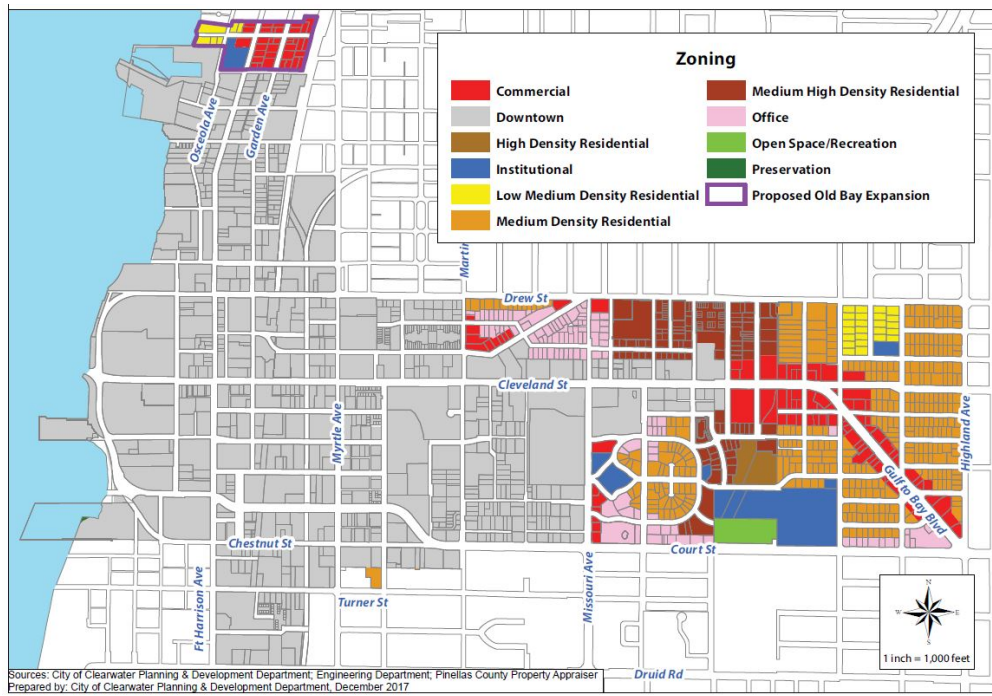 Zoning
Commercial
Downtown
High Density Residential
Institutional
Low Medium Density Residential
Medium Density Residential
Medium High Density Residential
Office
Open Space/Recreation
Preservation
Proposed Old Bay Expansion
Osceola Ave
Garden Ave
Martin
Drew St
Cleveland St
Myrtle Ave
Highland Ave
Gulf to Bay Blvd
Chestnut St
Court St
Ft Harrison Ave
Missouri Ave
Turner St
Druid Rd
N
W
E
S
1 inch = 1,000 feet
Sources: City of Clearwater Planning & Development Department; Engineering Department; Pinellas County Property Appraiser
Prepared by: City of Clearwater Planning & Development Department, December 2017